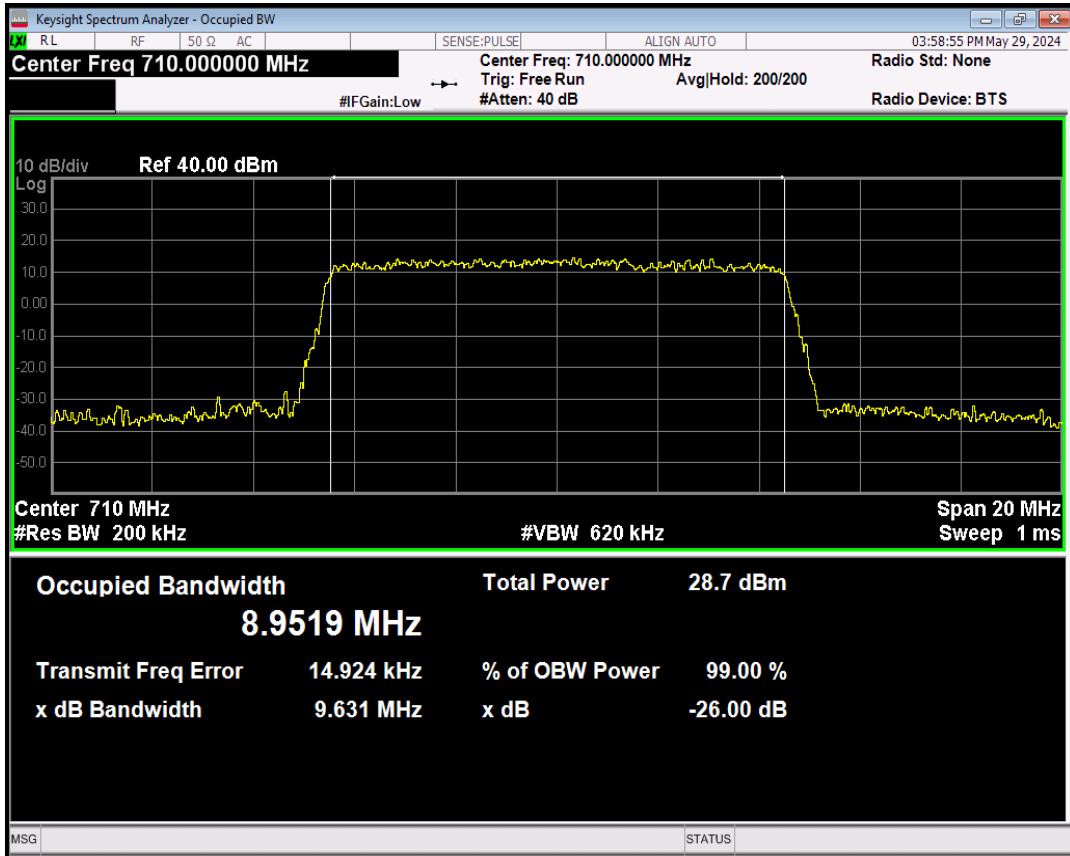 Keysight Spectrum Analyzer - Occupied BW
LXI RL RF 50 Ω AC SENSE:PULSE ALIGN AUTO 03:58:55 PM May 29, 2024
Center Freq 710.000000 MHz Center Freq: 710.000000 MHz Radio Std: None
Trig: Free Run Avg|Hold: 200/200
#IFGain:Low #Atten: 40 dB Radio Device: BTS
10 dB/div Ref 40.00 dBm
Log
30.0
20.0
10.0
0.00
-10.0
-20.0
-30.0
-40.0
-50.0
Center 710 MHz Span 20 MHz
#Res BW 200 kHz #VBW 620 kHz Sweep 1 ms
Occupied Bandwidth Total Power 28.7 dBm
8.9519 MHz
Transmit Freq Error 14.924 kHz % of OBW Power 99.00 %
x dB Bandwidth 9.631 MHz x dB -26.00 dB
MSG STATUS